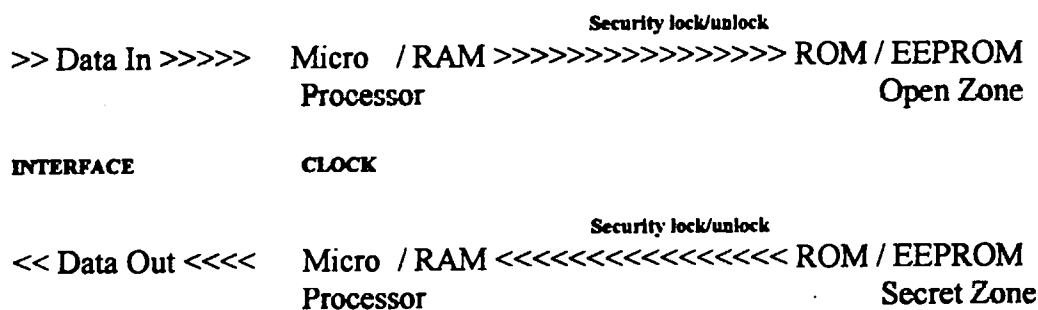 Security lock/unlock
>> Data In >>>>> Micro / RAM >>>>>>>>>>>>>>>> ROM / EEPROM
Processor Open Zone
INTERFACE CLOCK
Security lock/unlock
<< Data Out <<<< Micro / RAM <<<<<<<<<<<<<<<< ROM / EEPROM
Processor Secret Zone